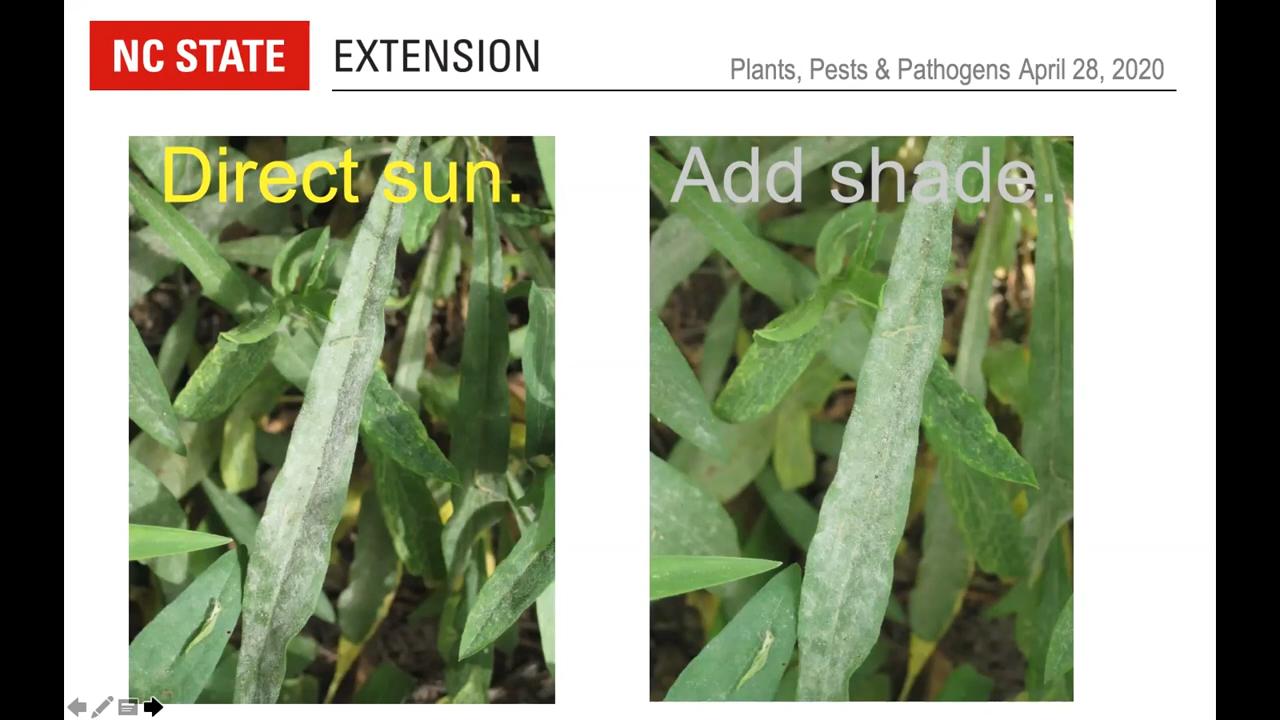 NC STATE EXTENSION
Plants, Pests & Pathogens April 28, 2020
Direct sun.
Add shade.